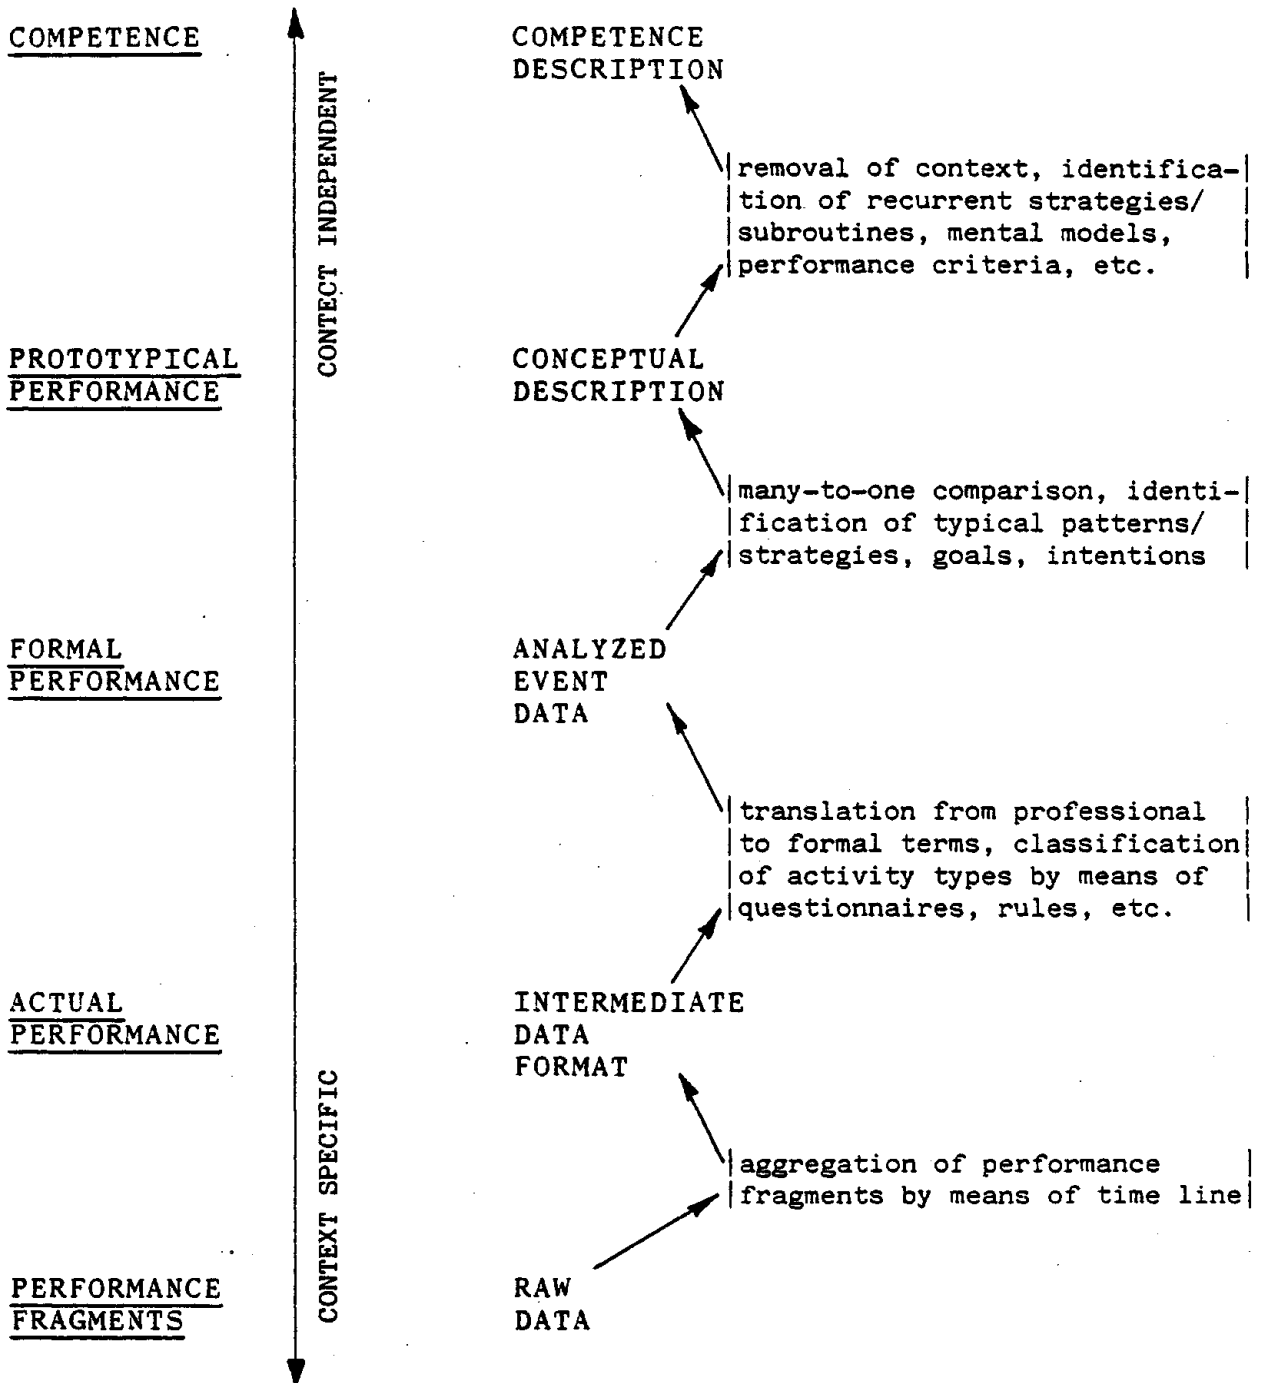 COMPETENCE
COMPETENCE
DESCRIPTION
CONTECT INDEPENDENT
removal of context, identifica-
tion of recurrent strategies/
subroutines, mental models,
performance criteria, etc.
PROTOTYPICAL
PERFORMANCE
CONCEPTUAL
DESCRIPTION
many-to-one comparison, identi-
fication of typical patterns/
strategies, goals, intentions
FORMAL
PERFORMANCE
ANALYZED
EVENT
DATA
translation from professional
to formal terms, classification
of activity types by means of
questionnaires, rules, etc.
ACTUAL
PERFORMANCE
INTERMEDIATE
DATA
FORMAT
CONTEXT SPECIFIC
aggregation of performance
fragments by means of time line
PERFORMANCE
FRAGMENTS
RAW
DATA